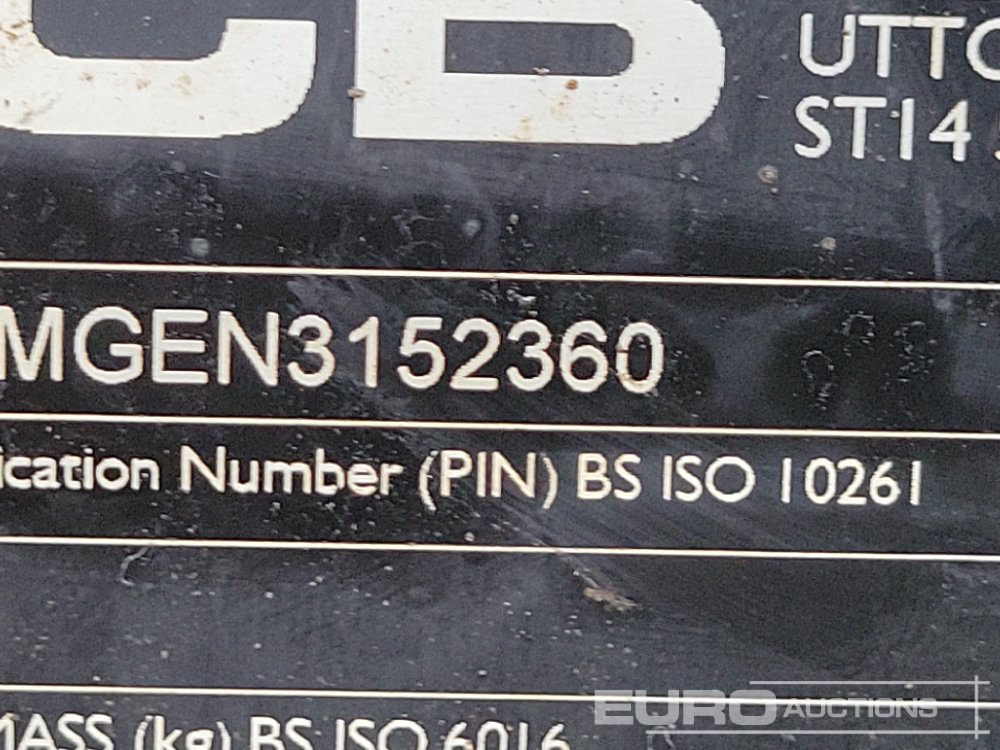 CB
UTTO
ST14
MGEN3152360
ication Number (PIN) BS ISO 10261
MASS (kg) BS ISO 6016
EURO AUCTIONS